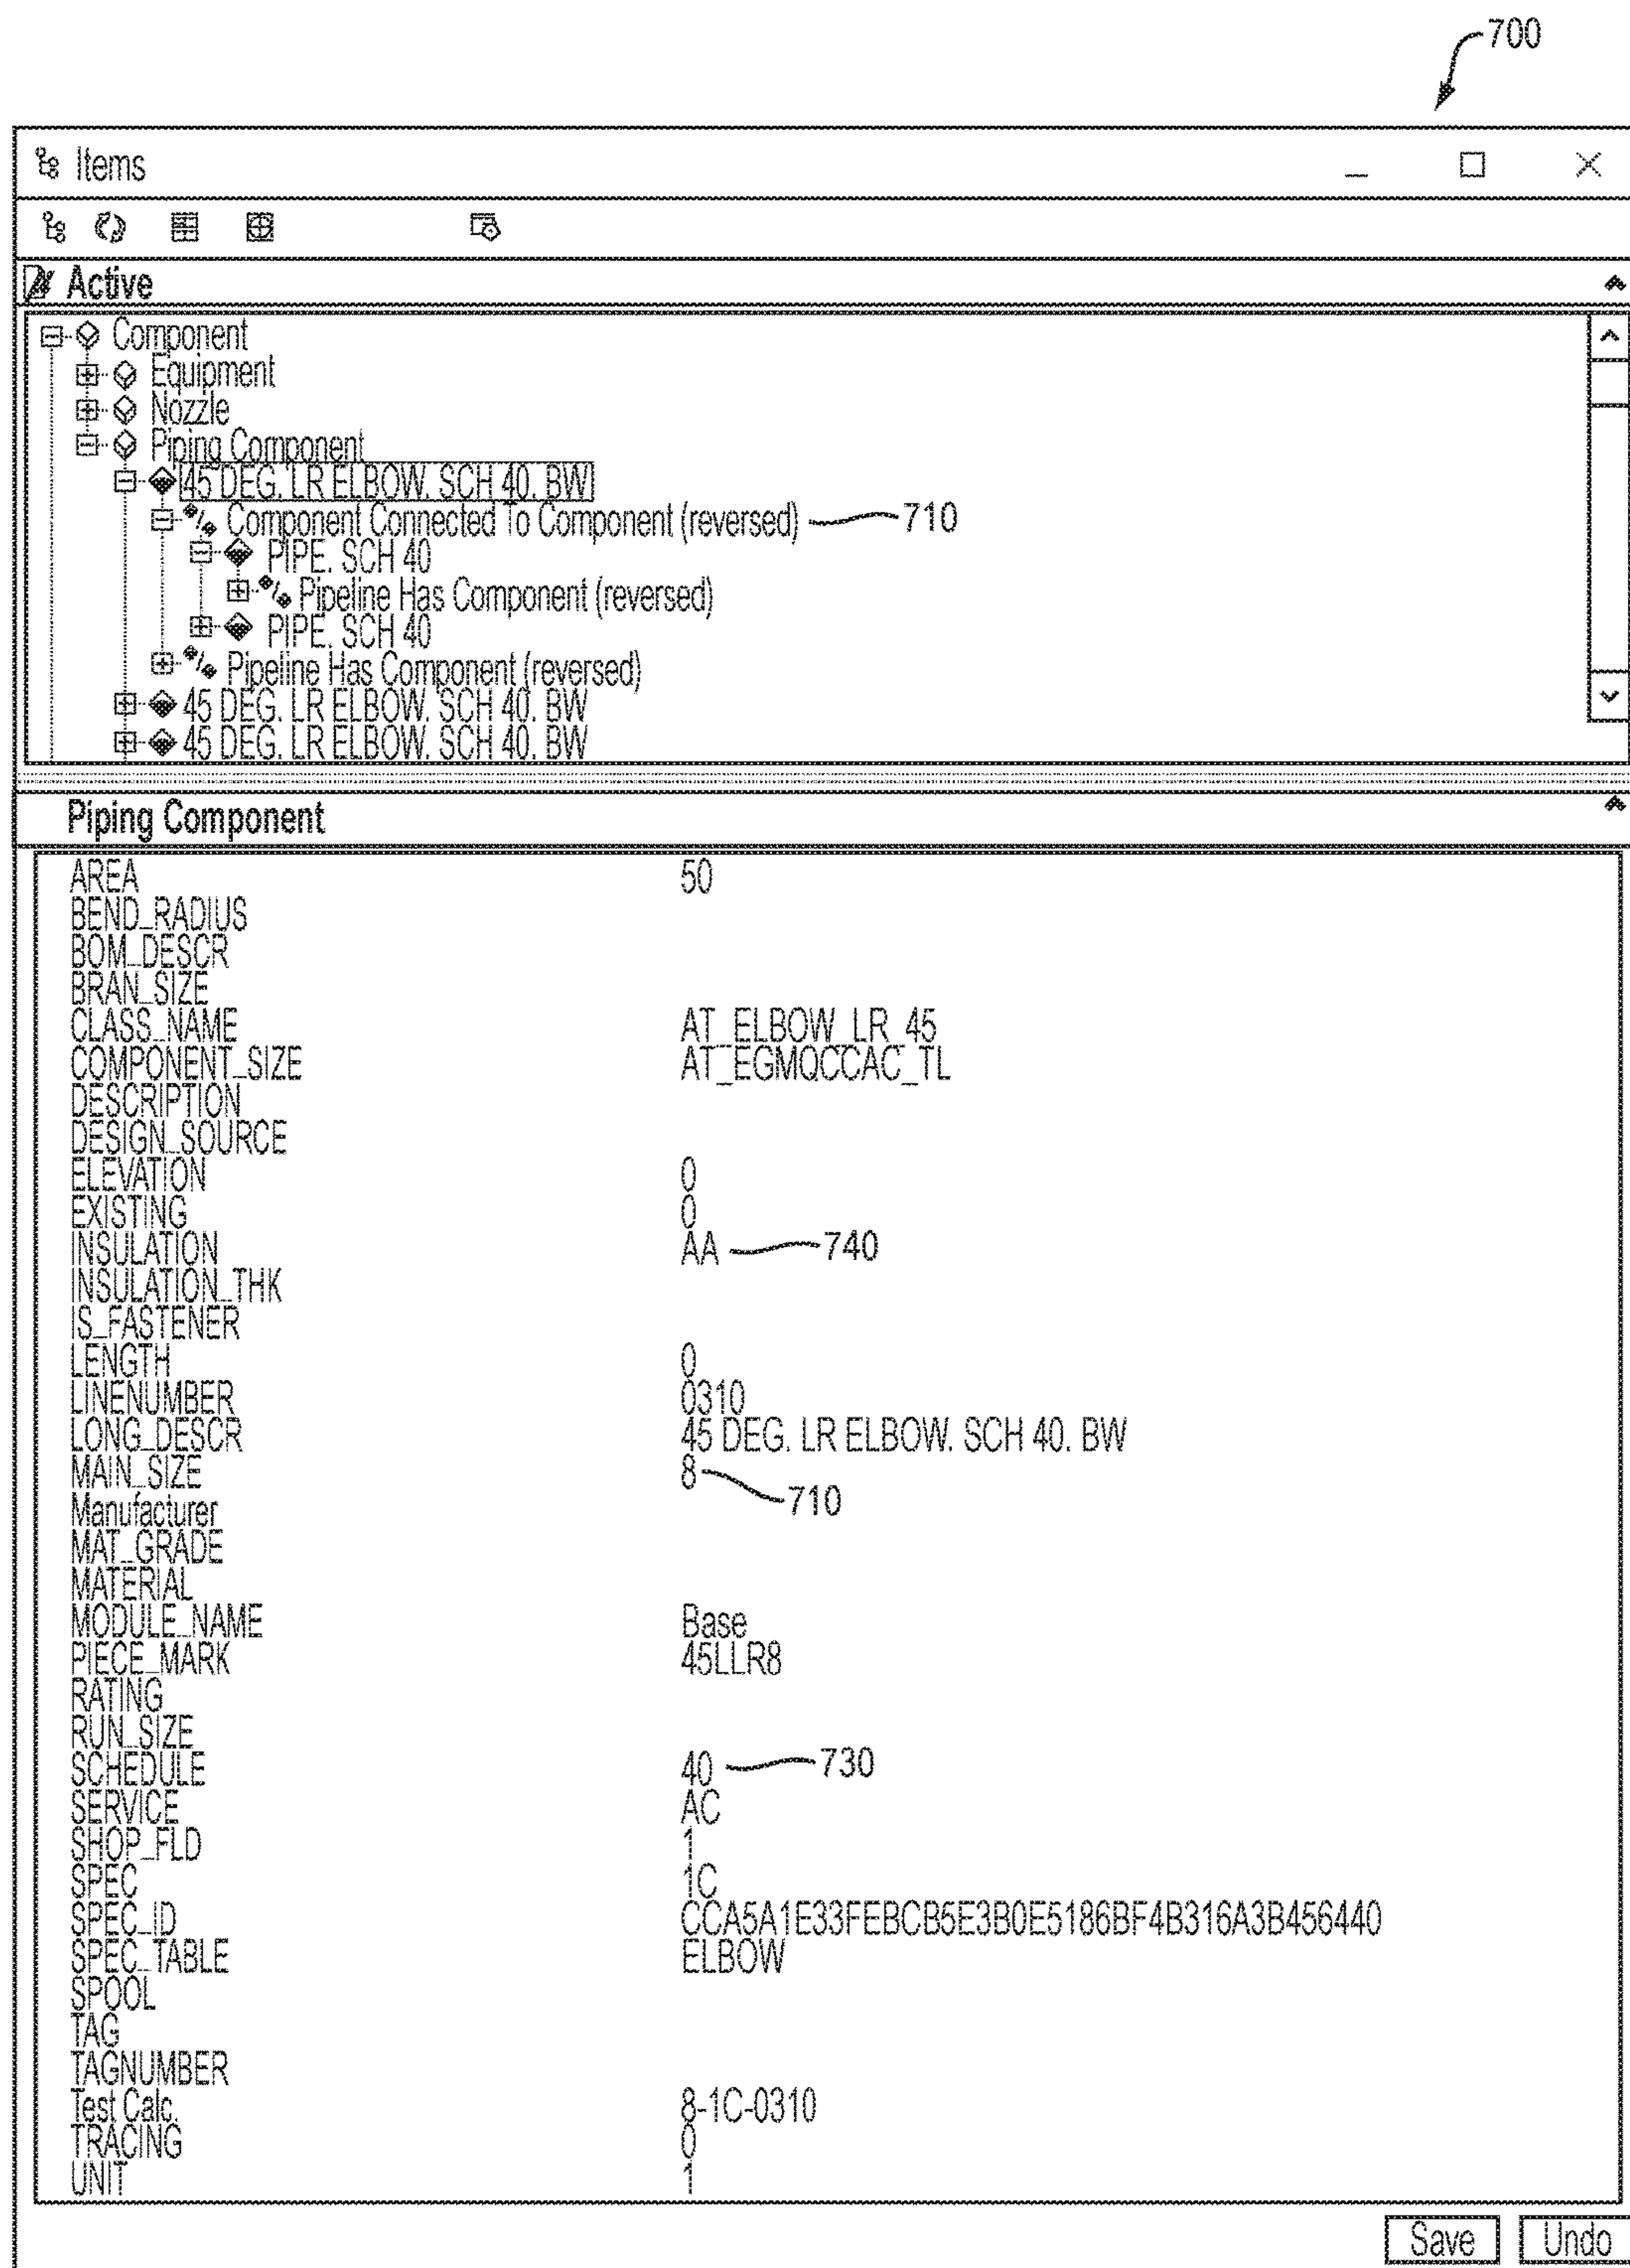 700
Items
Active
Component
Equipment
Nozzle
Piping Component
45 DEG. LR ELBOW. SCH 40. BW
Component Connected To Component (reversed) 710
PIPE. SCH 40
Pipeline Has Component (reversed)
PIPE. SCH 40
Pipeline Has Component (reversed)
45 DEG. LR ELBOW. SCH 40. BW
45 DEG. LR ELBOW. SCH 40. BW
Piping Component
AREA 50
BEND_RADIUS
BOM_DESCR
BRAN_SIZE
CLASS_NAME AT_ELBOW_LR_45
COMPONENT_SIZE AT_EGMQCCAC_TL
DESCRIPTION
DESIGN_SOURCE
ELEVATION 0
EXISTING 0
INSULATION AA 740
INSULATION_THK
IS_FASTENER
LENGTH 0
LINENUMBER 0310
LONG_DESCR 45 DEG. LR ELBOW. SCH 40. BW
MAIN_SIZE 8 710
Manufacturer
MAT_GRADE
MATERIAL
MODULE_NAME Base
PIECE_MARK 45LLR8
RATING
RUN_SIZE
SCHEDULE 40 730
SERVICE AC
SHOP_FLD 1
SPEC 1C
SPEC_ID CCA5A1E33FEBCB5E3B0E5186BF4B316A3B456440
SPEC_TABLE ELBOW
SPOOL
TAG
TAGNUMBER
Test Calc. 8-1C-0310
TRACING 0
UNIT 1
Save Undo